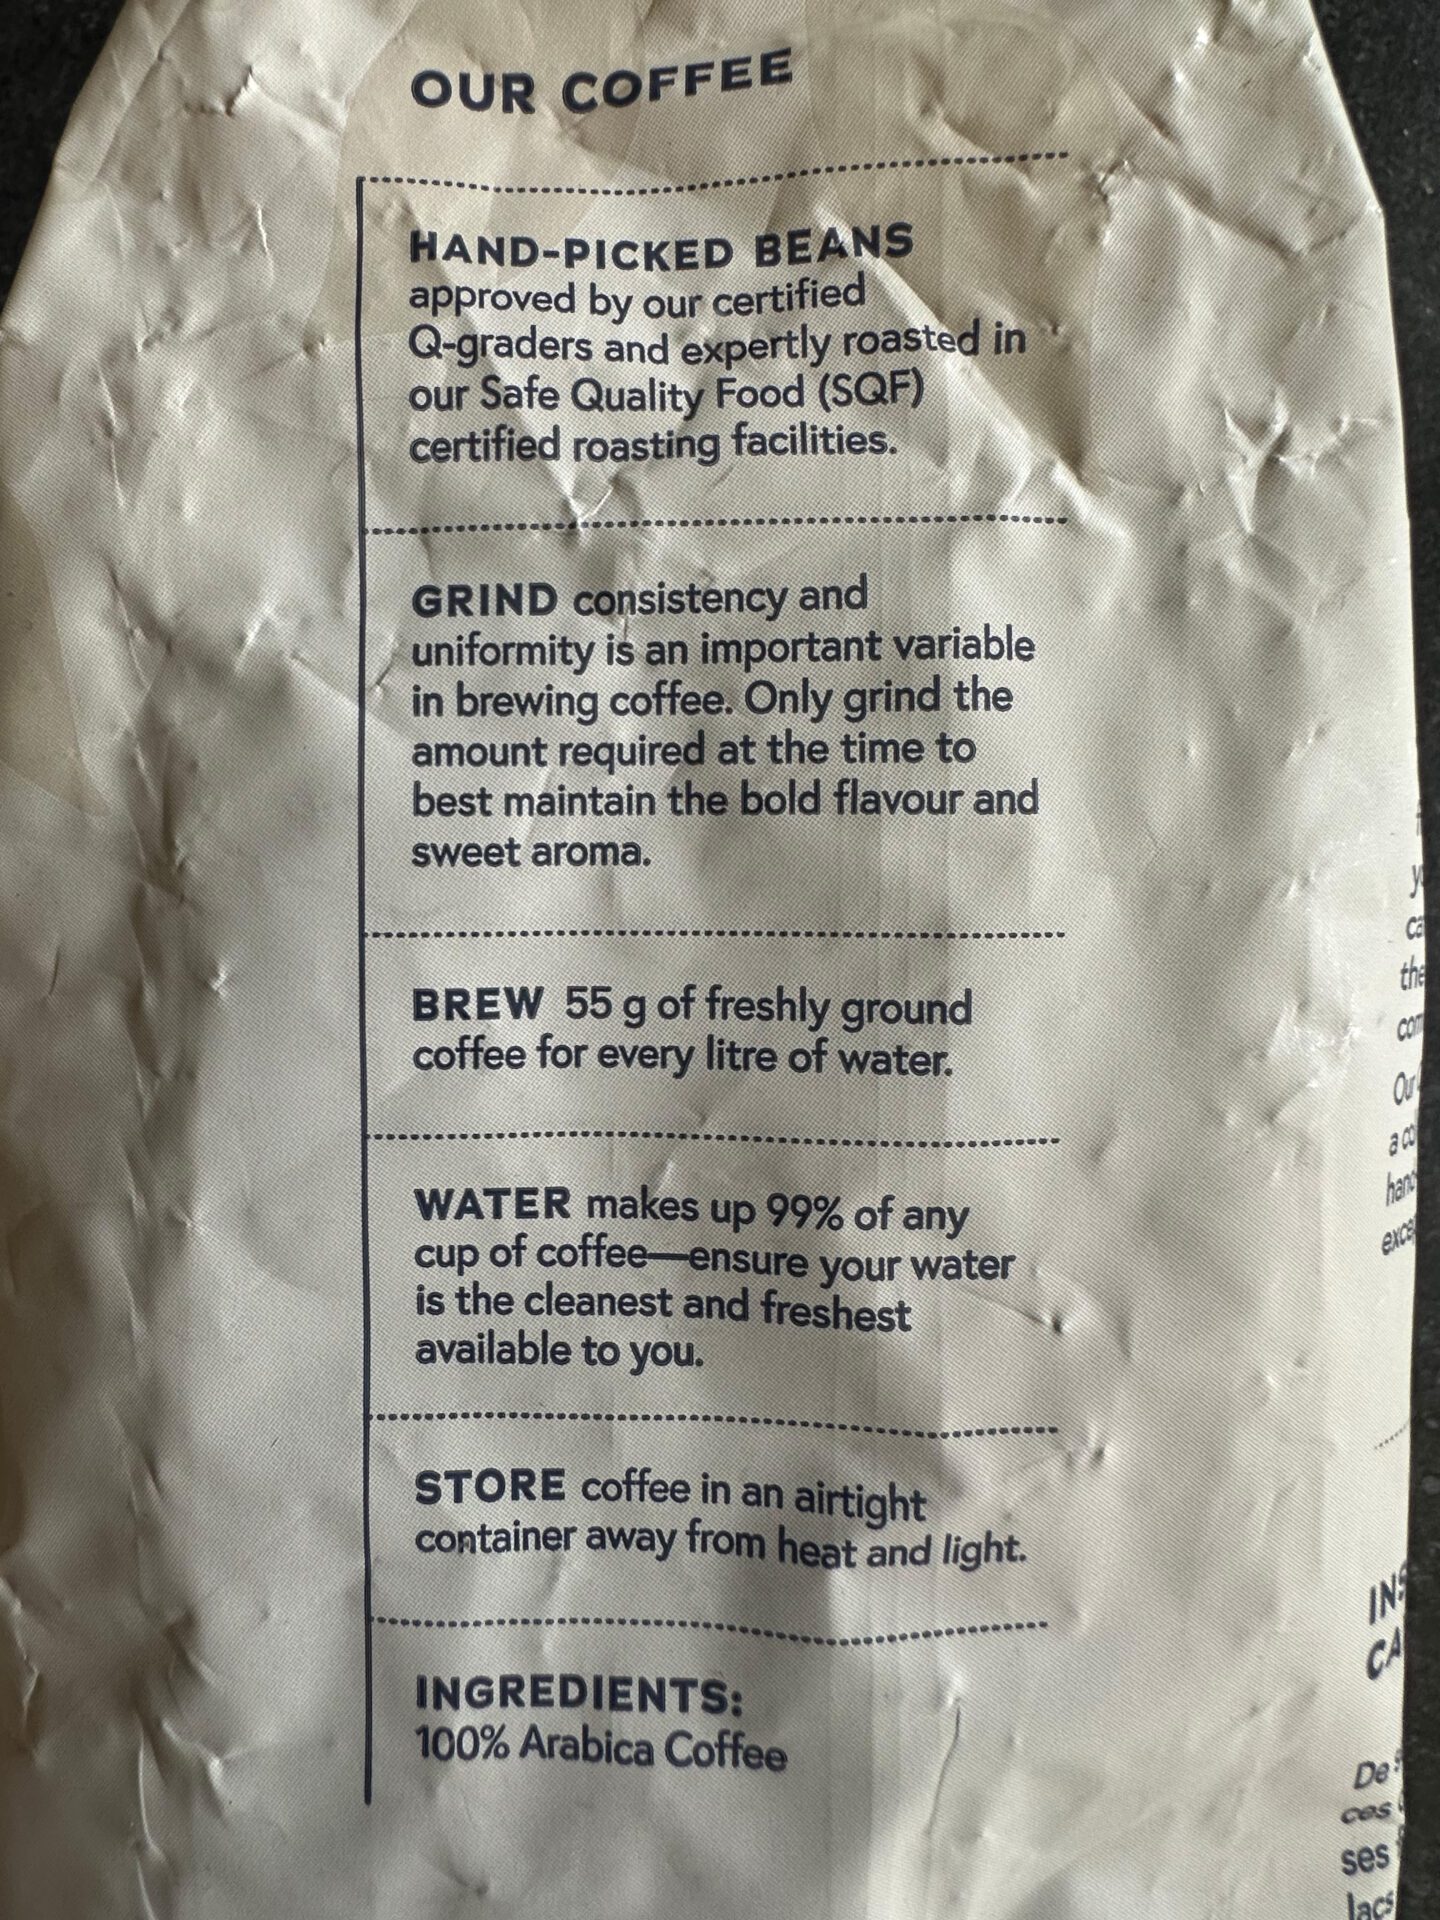 OUR COFFEE
HAND-PICKED BEANS
approved by our certified
Q-graders and expertly roasted in
our Safe Quality Food (SQF)
certified roasting facilities.
GRIND consistency and
uniformity is an important variable
in brewing coffee. Only grind the
amount required at the time to
best maintain the bold flavour and
sweet aroma.
BREW 55 g of freshly ground
coffee for every litre of water.
WATER makes up 99% of any
cup of coffee—ensure your water
is the cleanest and freshest
available to you.
STORE coffee in an airtight
container away from heat and light.
INGREDIENTS:
100% Arabica Coffee
De
ses